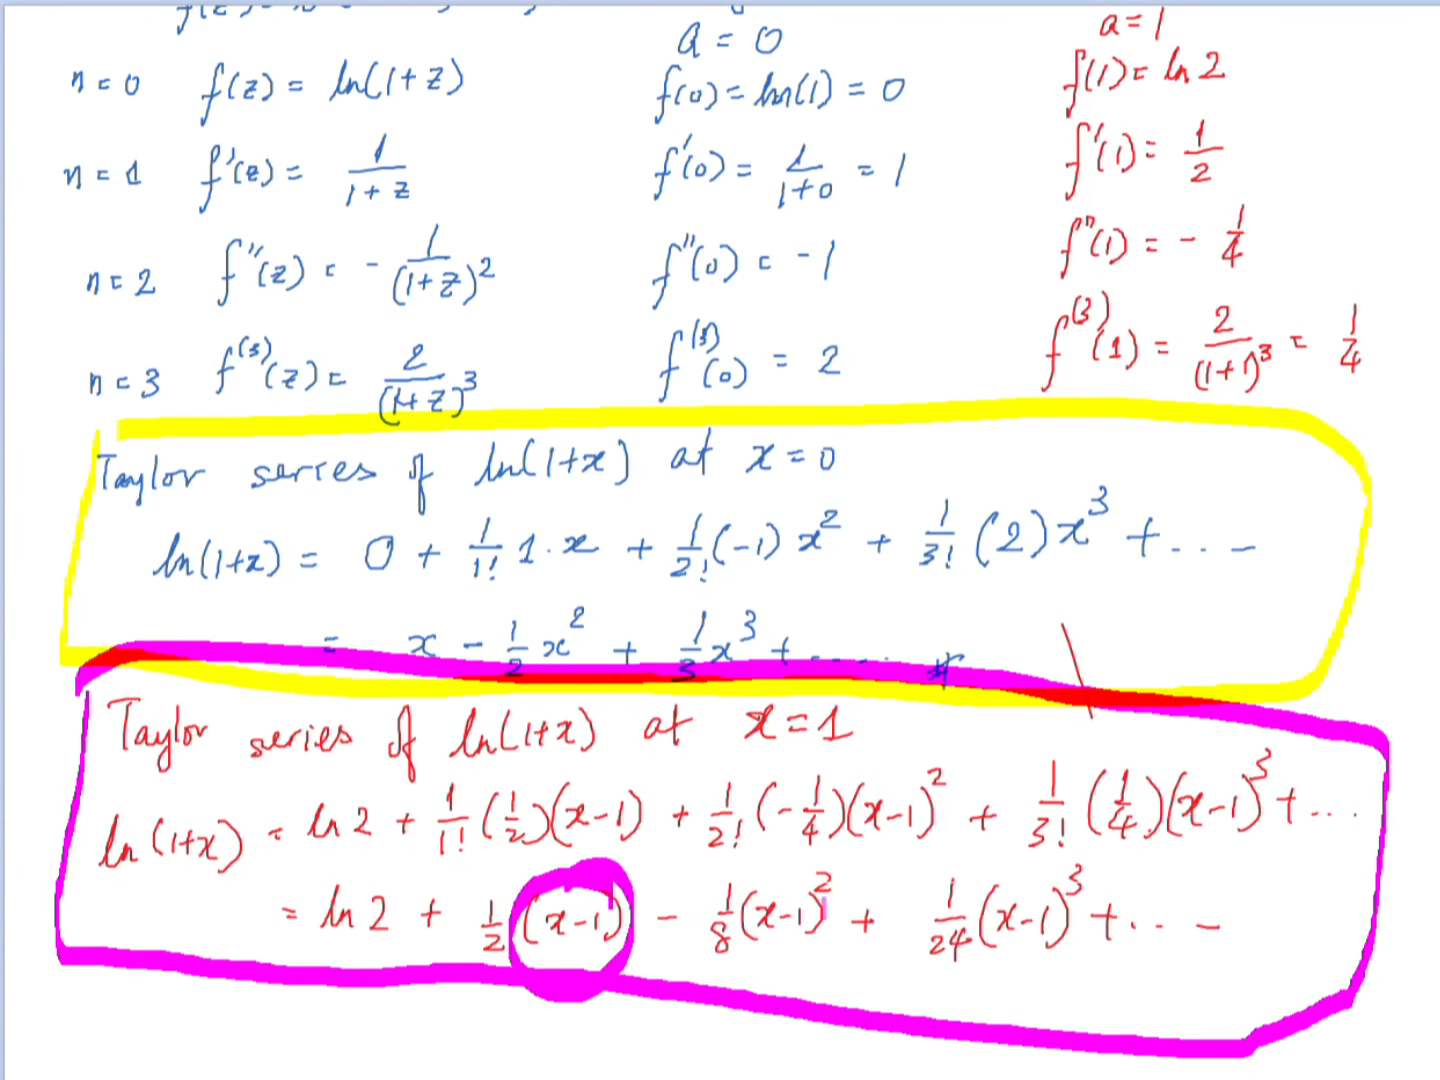 a = 0 a = 1
n = 0 f(z) = ln(1+z) f(0) = ln(1) = 0 f(1) = ln 2
n = 1 f'(z) = 1/(1+z) f'(0) = 1/(1+0) = 1 f'(1) = 1/2
n = 2 f''(z) = - 1/(1+z)² f''(0) = -1 f''(1) = - 1/4
n = 3 f⁽³⁾(z) = 2/(1+z)³ f⁽³⁾(0) = 2 f⁽³⁾(1) = 2/(1+1)³ = 1/4
Taylor series of ln(1+x) at x = 0
ln(1+x) = 0 + 1/1! 1·x + 1/2! (-1) x² + 1/3! (2) x³ + ...
= x - 1/2 x² + 1/3 x³ + ..... #
Taylor series of ln(1+x) at x = 1
ln(1+x) = ln 2 + 1/1! (1/2)(x-1) + 1/2! (-1/4)(x-1)² + 1/3! (1/4)(x-1)³ + ...
= ln 2 + 1/2 (x-1) - 1/8 (x-1)² + 1/24 (x-1)³ + ...